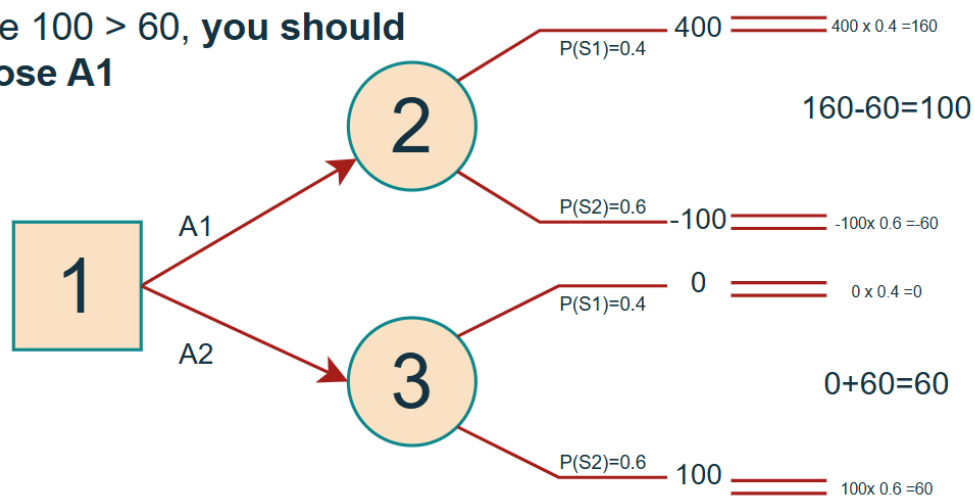 e 100 > 60, you should
ose A1
400
400 x 0.4 =160
P(S1)=0.4
2
160-60=100
P(S2)=0.6
-100
-100x 0.6 =-60
A1
1
0
0 x 0.4 =0
P(S1)=0.4
A2
3
0+60=60
P(S2)=0.6
100
100x 0.6 =60